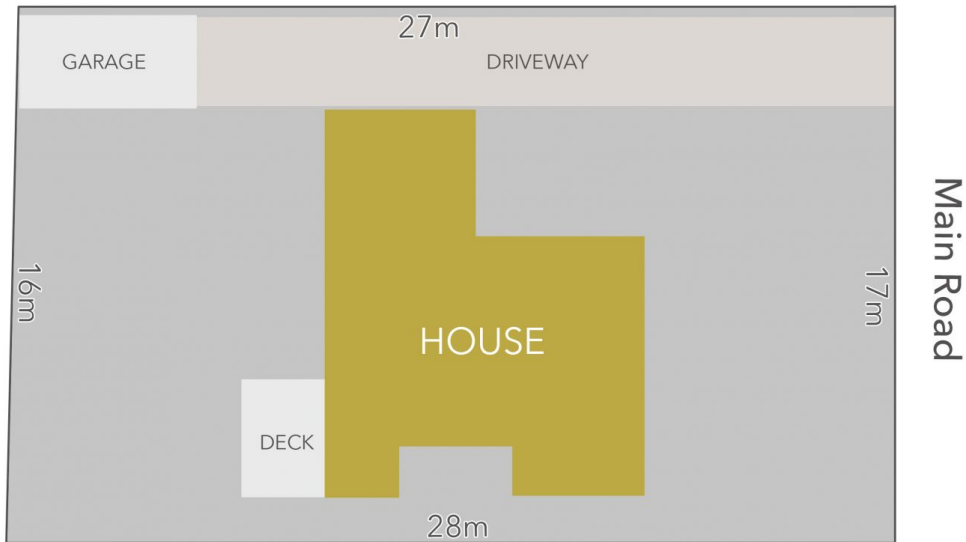 27m
GARAGE
DRIVEWAY
Main Road
16m
17m
HOUSE
DECK
28m